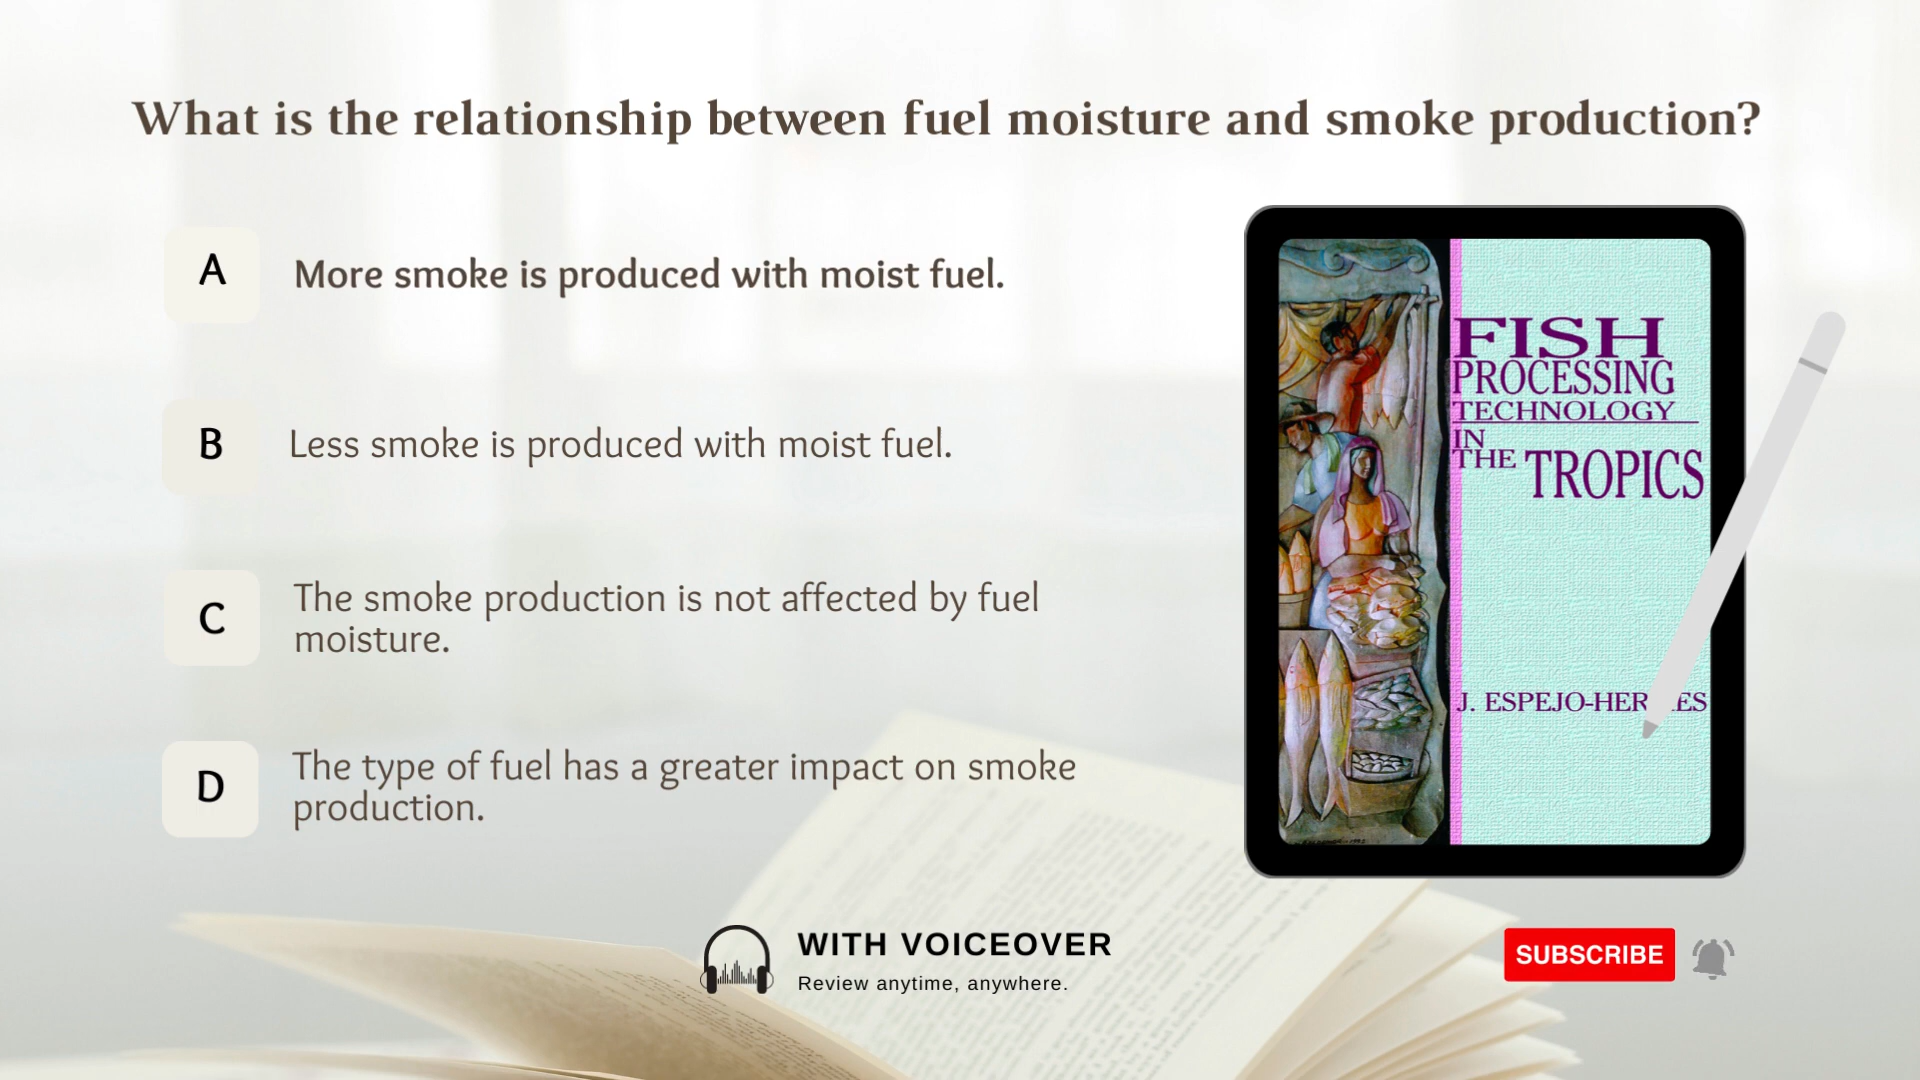 What is the relationship between fuel moisture and smoke production?
A
More smoke is produced with moist fuel.
B
Less smoke is produced with moist fuel.
C
The smoke production is not affected by fuel
moisture.
D
The type of fuel has a greater impact on smoke
production.
FISH
PROCESSING
TECHNOLOGY
IN
THE TROPICS
J. ESPEJO-HER ES
WITH VOICEOVER
Review anytime, anywhere.
SUBSCRIBE